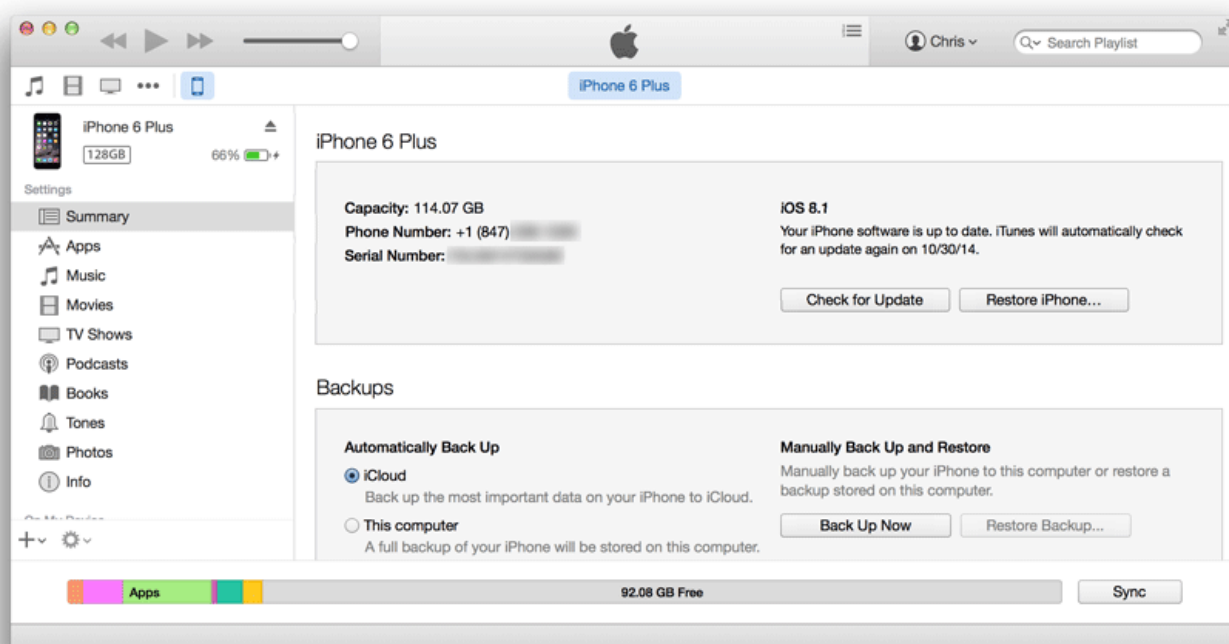 Chris
Search Playlist
iPhone 6 Plus
iPhone 6 Plus
128GB
66%
Settings
Summary
Apps
Music
Movies
TV Shows
Podcasts
Books
Tones
Photos
Info
On My Device
iPhone 6 Plus
Capacity: 114.07 GB
Phone Number: +1 (847)
Serial Number:
iOS 8.1
Your iPhone software is up to date. iTunes will automatically check
for an update again on 10/30/14.
Check for Update
Restore iPhone...
Backups
Automatically Back Up
iCloud
Back up the most important data on your iPhone to iCloud.
This computer
A full backup of your iPhone will be stored on this computer.
Manually Back Up and Restore
Manually back up your iPhone to this computer or restore a
backup stored on this computer.
Back Up Now
Restore Backup...
Apps
92.08 GB Free
Sync